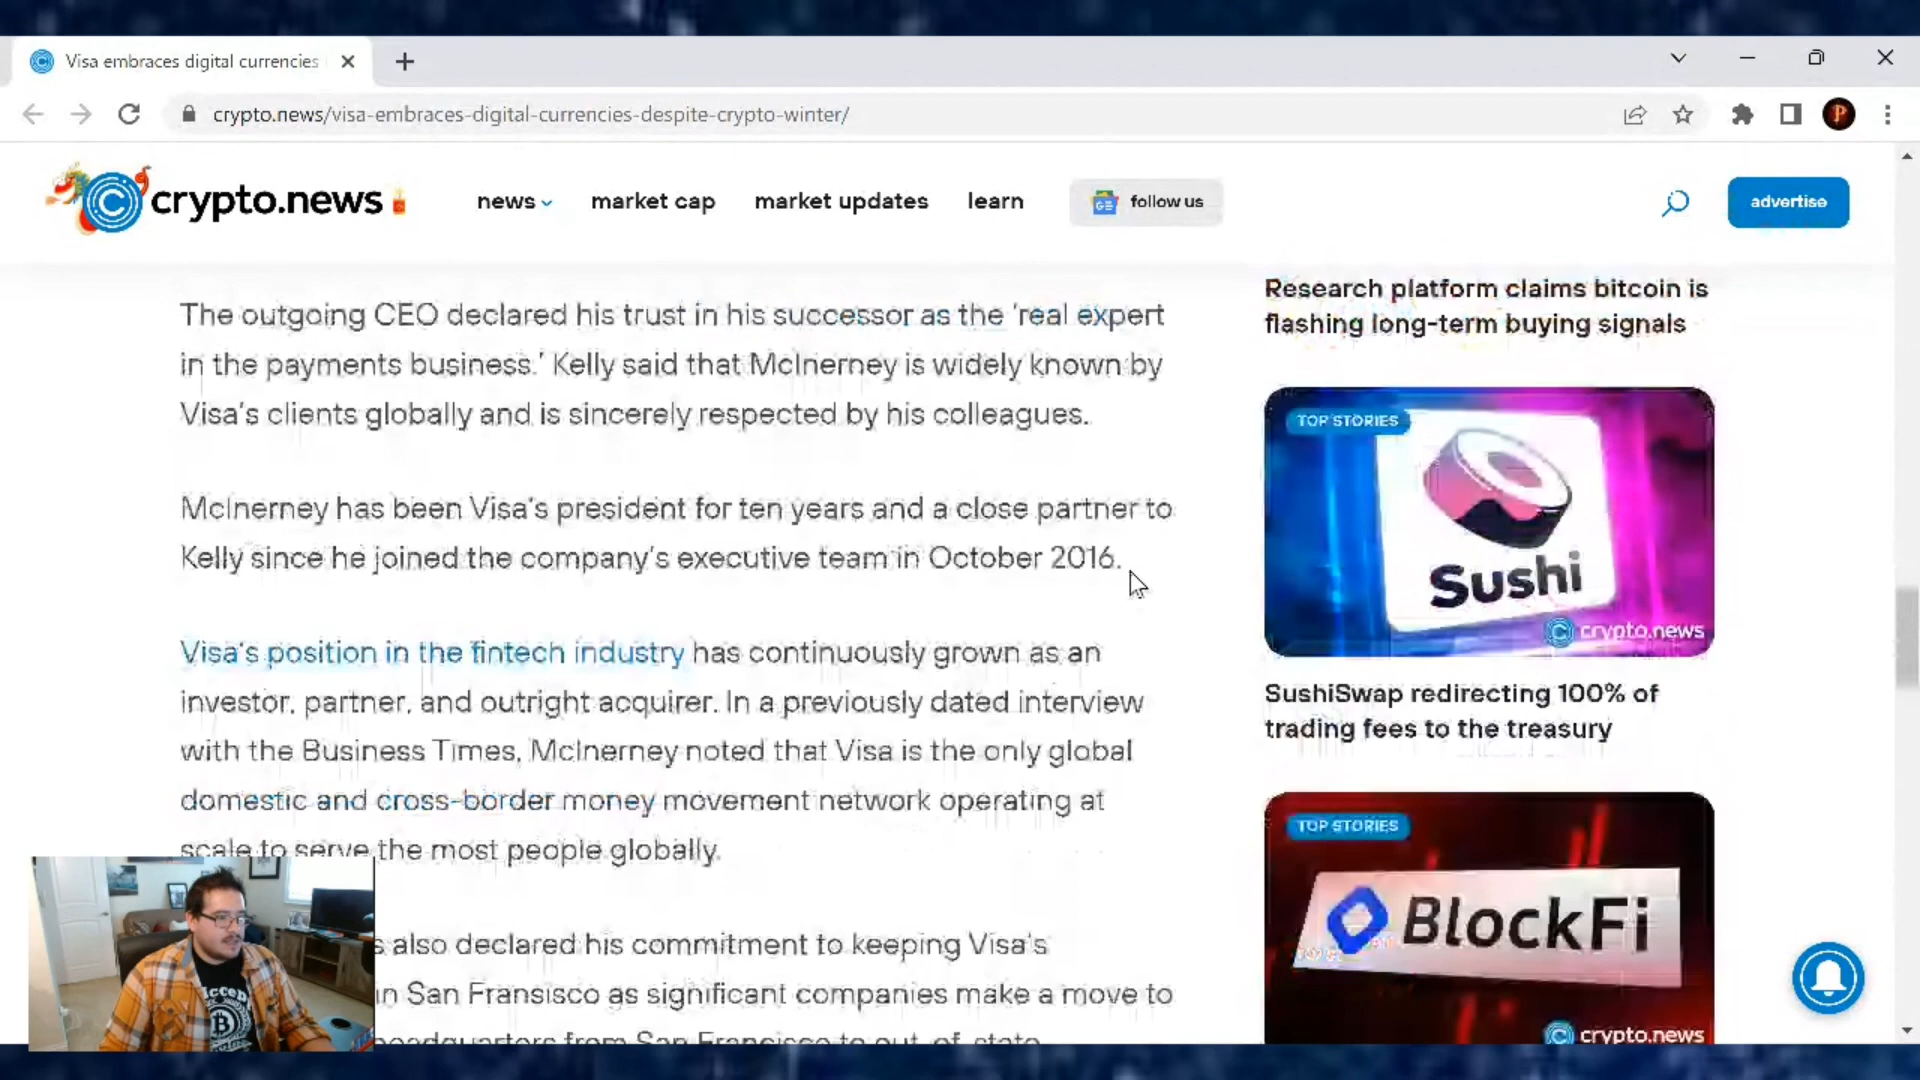 Visa embraces digital currencies
crypto.news/visa-embraces-digital-currencies-despite-crypto-winter/
P
crypto.news
news
market cap
market updates
learn
GE
follow us
advertise
The outgoing CEO declared his trust in his successor as the ‘real expert
in the payments business.’ Kelly said that McInerney is widely known by
Visa’s clients globally and is sincerely respected by his colleagues.
McInerney has been Visa’s president for ten years and a close partner to
Kelly since he joined the company’s executive team in October 2016.
Visa’s position in the fintech industry has continuously grown as an
investor, partner, and outright acquirer. In a previously dated interview
with the Business Times, McInerney noted that Visa is the only global
domestic and cross-border money movement network operating at
scale to serve the most people globally.
s also declared his commitment to keeping Visa’s
in San Fransisco as significant companies make a move to
headquarters from San Francisco to out-of-state
Research platform claims bitcoin is
flashing long-term buying signals
TOP STORIES
Sushi
crypto.news
SushiSwap redirecting 100% of
trading fees to the treasury
TOP STORIES
BlockFi
crypto.news